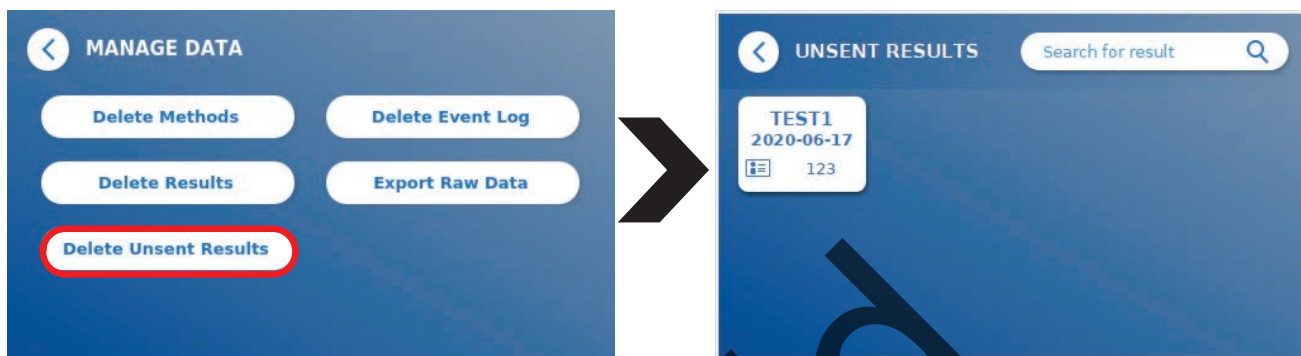 MANAGE DATA
Delete Methods
Delete Event Log
Delete Results
Export Raw Data
Delete Unsent Results
UNSENT RESULTS
Search for result
TEST1
2020-06-17
123